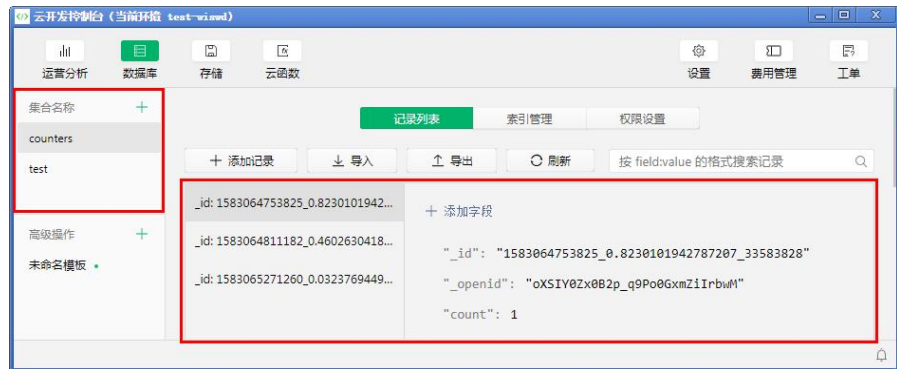 云开发控制台（当前环境 test-wiswd）
运营分析 数据库 存储 云函数 设置 费用管理 工单
集合名称
counters
test
高级操作
未命名模板
记录列表 索引管理 权限设置
添加记录 导入 导出 刷新 按 field:value 的格式搜索记录
_id: 1583064753825_0.8230101942...
_id: 1583064811182_0.4602630418...
_id: 1583065271260_0.0323769449...
添加字段
"_id": "1583064753825_0.8230101942787207_33583828"
"_openid": "oXSIY0Zx0B2p_q9Po0GxmZiIrbwM"
"count": 1